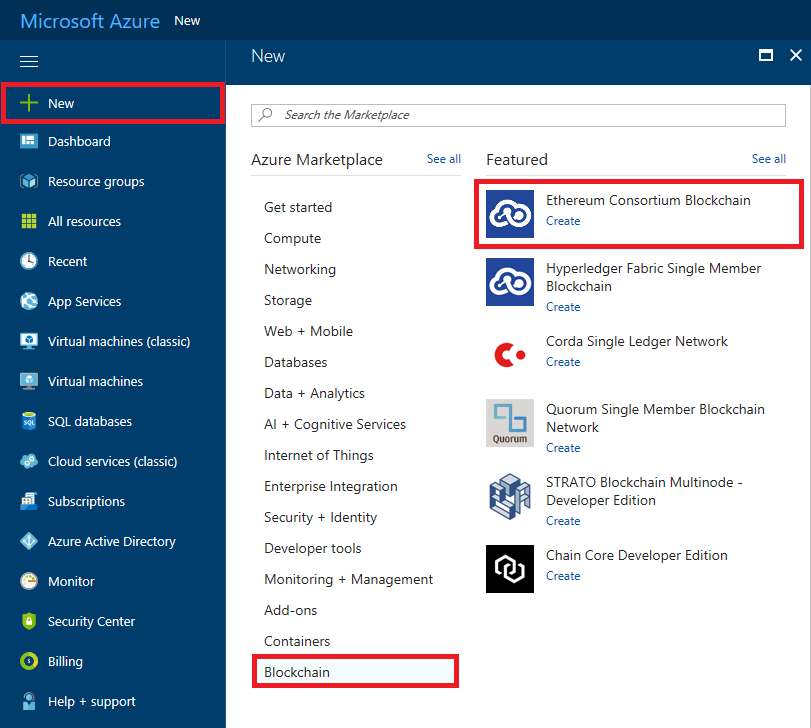 Microsoft Azure New
New
New
Dashboard
Resource groups
All resources
Recent
App Services
Virtual machines (classic)
Virtual machines
SQL
SQL databases
Cloud services (classic)
Subscriptions
Azure Active Directory
Monitor
Security Center
Billing
Help + support
Search the Marketplace
Azure Marketplace
See all
Get started
Compute
Networking
Storage
Web + Mobile
Databases
Data + Analytics
AI + Cognitive Services
Internet of Things
Enterprise Integration
Security + Identity
Developer tools
Monitoring + Management
Add-ons
Containers
Blockchain
Featured
See all
Ethereum Consortium Blockchain
Create
Hyperledger Fabric Single Member
Blockchain
Create
Corda Single Ledger Network
Create
Quorum
Quorum Single Member Blockchain
Network
Create
STRATO Blockchain Multinode -
Developer Edition
Create
Chain Core Developer Edition
Create